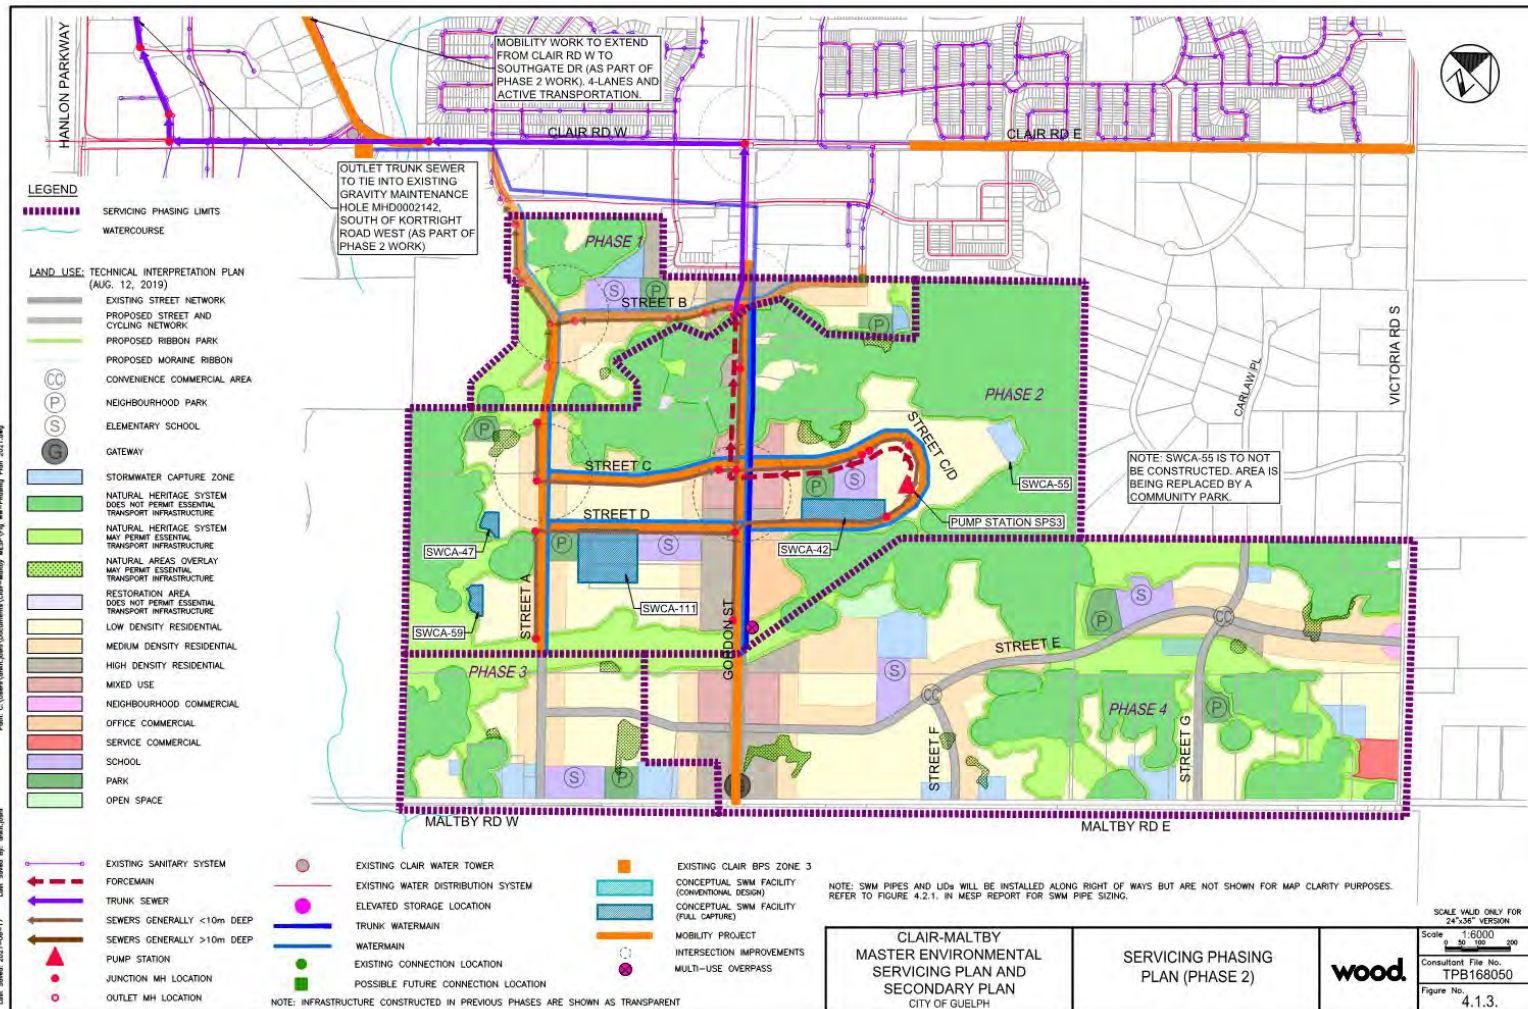 HANLON PARKWAY
MOBILITY WORK TO EXTEND
FROM CLAIR RD W TO
SOUTHGATE DR (AS PART OF
PHASE 2 WORK). 4-LANES AND
ACTIVE TRANSPORTATION.
CLAIR RD W
CLAIR RD E
OUTLET TRUNK SEWER
TO TIE INTO EXISTING
GRAVITY MAINTENANCE
HOLE MHD0002142,
SOUTH OF KORTRIGHT
ROAD WEST (AS PART OF
PHASE 2 WORK)
LEGEND
SERVICING PHASING LIMITS
WATERCOURSE
LAND USE: TECHNICAL INTERPRETATION PLAN
(AUG. 12, 2019)
EXISTING STREET NETWORK
PROPOSED STREET AND
CYCLING NETWORK
PROPOSED RIBBON PARK
PROPOSED MORAINE RIBBON
CC CONVENIENCE COMMERCIAL AREA
P NEIGHBOURHOOD PARK
S ELEMENTARY SCHOOL
G GATEWAY
STORMWATER CAPTURE ZONE
NATURAL HERITAGE SYSTEM
DOES NOT PERMIT ESSENTIAL
TRANSPORT INFRASTRUCTURE
NATURAL HERITAGE SYSTEM
MAY PERMIT ESSENTIAL
TRANSPORT INFRASTRUCTURE
NATURAL AREAS OVERLAY
MAY PERMIT ESSENTIAL
TRANSPORT INFRASTRUCTURE
RESTORATION AREA
DOES NOT PERMIT ESSENTIAL
TRANSPORT INFRASTRUCTURE
LOW DENSITY RESIDENTIAL
MEDIUM DENSITY RESIDENTIAL
HIGH DENSITY RESIDENTIAL
MIXED USE
NEIGHBOURHOOD COMMERCIAL
OFFICE COMMERCIAL
SERVICE COMMERCIAL
SCHOOL
PARK
OPEN SPACE
PHASE 1
S
P
STREET B
P
PHASE 2
VICTORIA RD S
CARLAW PL
P
STREET C
STREET C/D
NOTE: SWCA-55 IS TO NOT
BE CONSTRUCTED. AREA IS
BEING REPLACED BY A
COMMUNITY PARK.
SWCA-55
P
S
STREET D
PUMP STATION SPS3
SWCA-47
P
S
SWCA-42
STREET A
SWCA-111
SWCA-59
GORDON ST
P
S
CC
STREET E
PHASE 3
S
CC
PHASE 4
P
STREET F
STREET G
S
P
G
MALTBY RD W
MALTBY RD E
EXISTING SANITARY SYSTEM
FORCEMAIN
TRUNK SEWER
SEWERS GENERALLY <10m DEEP
SEWERS GENERALLY >10m DEEP
PUMP STATION
JUNCTION MH LOCATION
OUTLET MH LOCATION
EXISTING CLAIR WATER TOWER
EXISTING WATER DISTRIBUTION SYSTEM
ELEVATED STORAGE LOCATION
TRUNK WATERMAIN
WATERMAIN
EXISTING CONNECTION LOCATION
POSSIBLE FUTURE CONNECTION LOCATION
NOTE: INFRASTRUCTURE CONSTRUCTED IN PREVIOUS PHASES ARE SHOWN AS TRANSPARENT
EXISTING CLAIR BPS ZONE 3
CONCEPTUAL SWM FACILITY
(CONVENTIONAL DESIGN)
CONCEPTUAL SWM FACILITY
(FULL CAPTURE)
MOBILITY PROJECT
INTERSECTION IMPROVEMENTS
MULTI-USE OVERPASS
NOTE: SWM PIPES AND LIDs WILL BE INSTALLED ALONG RIGHT OF WAYS BUT ARE NOT SHOWN FOR MAP CLARITY PURPOSES.
REFER TO FIGURE 4.2.1. IN MESP REPORT FOR SWM PIPE SIZING.
CLAIR-MALTBY
MASTER ENVIRONMENTAL
SERVICING PLAN AND
SECONDARY PLAN
CITY OF GUELPH
SERVICING PHASING
PLAN (PHASE 2)
wood.
SCALE VALID ONLY FOR
24"x36" VERSION
Scale 1:6000
0 50 100 200
Consultant File No.
TPB168050
Figure No.
4.1.3.